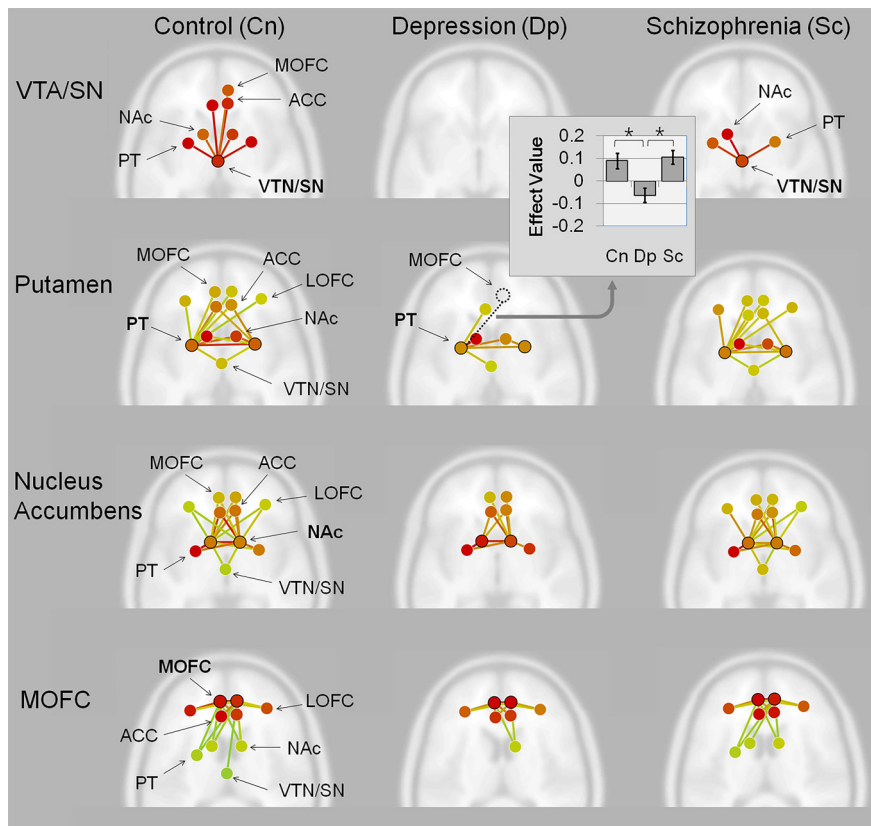 Control (Cn)
Depression (Dp)
Schizophrenia (Sc)
VTA/SN
MOFC
ACC
NAc
PT
VTN/SN
NAc
PT
VTN/SN
0.2
0.1
0
-0.1
-0.2
Effect Value
* *
Cn Dp Sc
Putamen
MOFC
ACC
LOFC
PT
NAc
VTN/SN
MOFC
PT
Nucleus
Accumbens
MOFC
ACC
LOFC
NAc
PT
VTN/SN
MOFC
MOFC
LOFC
ACC
NAc
PT
VTN/SN